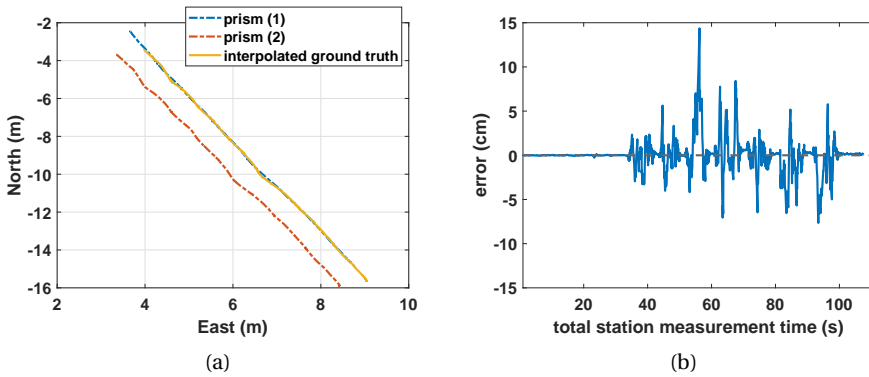 prism (1)
prism (2)
interpolated ground truth
North (m)
-2
-4
-6
-8
-10
-12
-14
-16
2
4
6
8
10
East (m)
(a)
error (cm)
15
10
5
0
-5
-10
-15
20
40
60
80
100
total station measurement time (s)
(b)